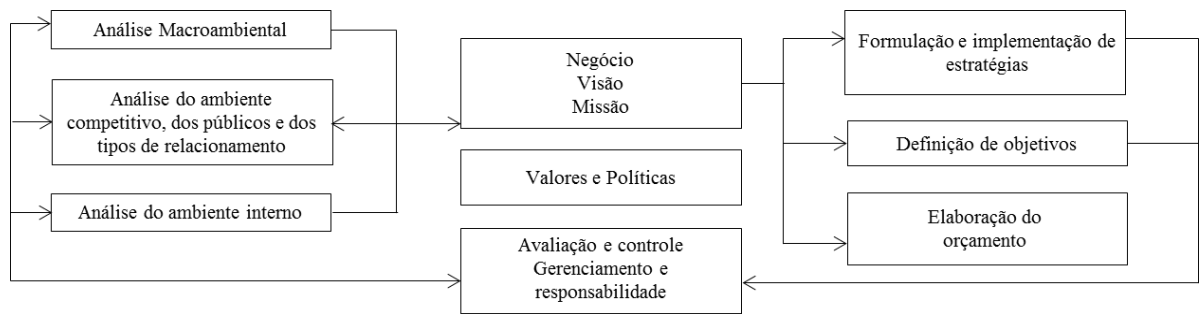 Análise Macroambiental
Análise do ambiente
competitivo, dos públicos e dos
tipos de relacionamento
Análise do ambiente interno
Negócio
Visão
Missão
Valores e Políticas
Avaliação e controle
Gerenciamento e
responsabilidade
Formulação e implementação de
estratégias
Definição de objetivos
Elaboração do
orçamento